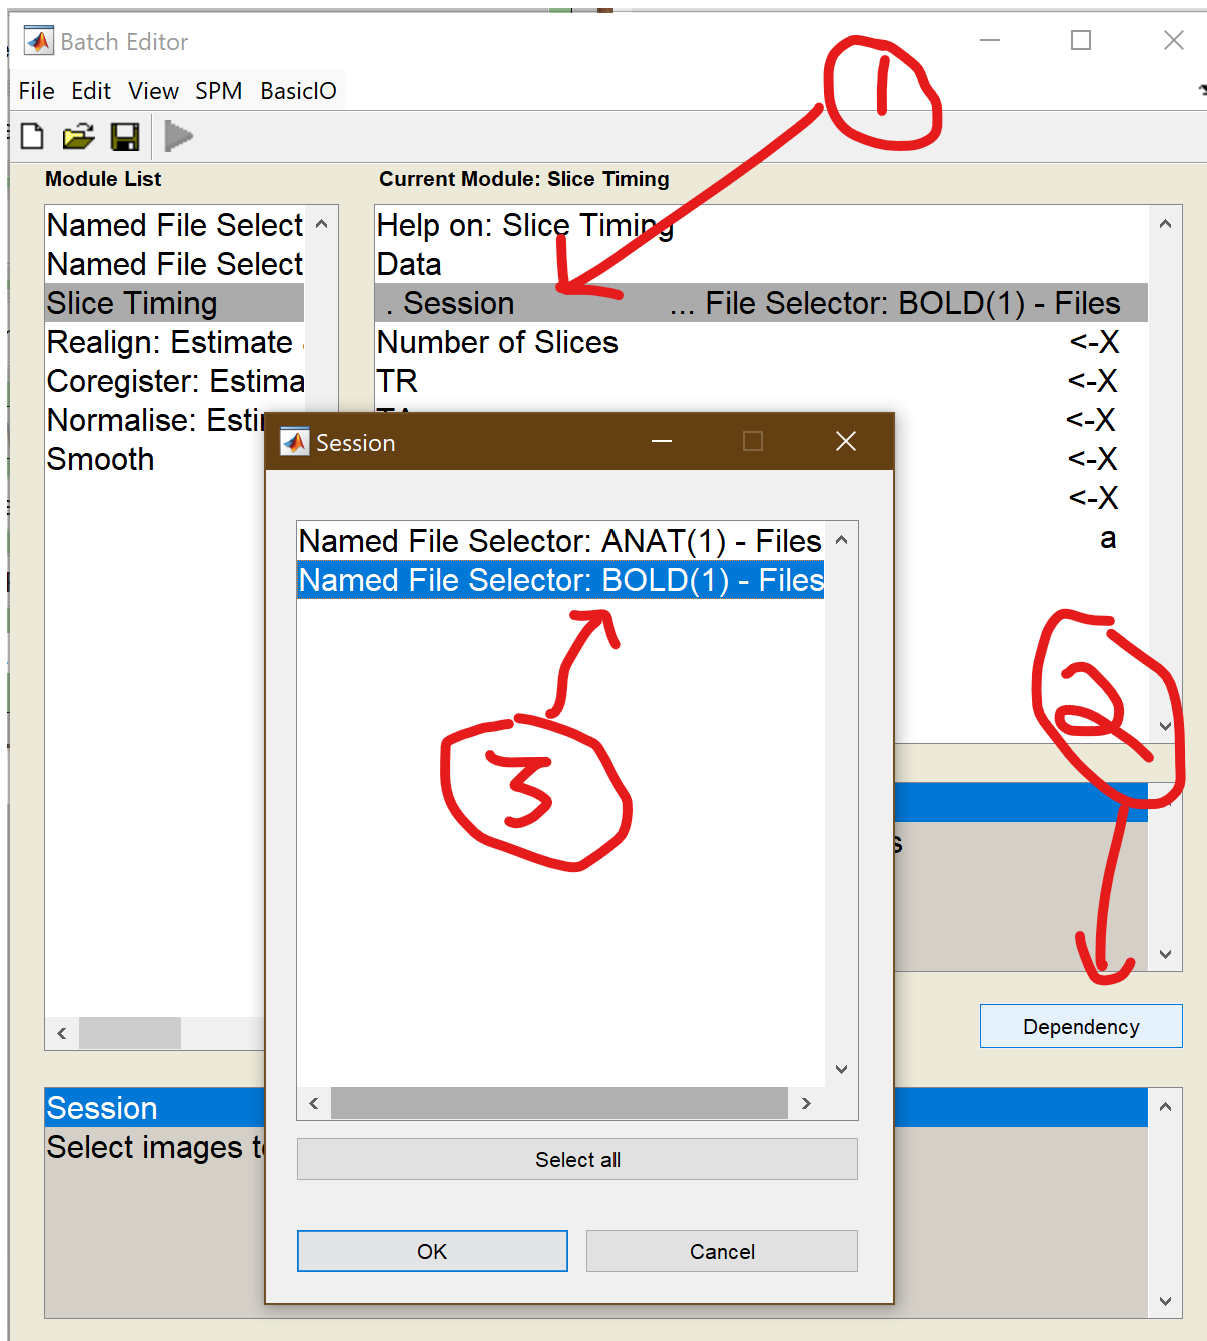 Batch Editor
File Edit View SPM BasicIO
1
Module List
Named File Select
Named File Select
Slice Timing
Realign: Estimate
Coregister: Estima
Normalise: Esti
Smooth
Current Module: Slice Timing
Help on: Slice Timing
Data
. Session ... File Selector: BOLD(1) - Files
Number of Slices <-X
TR <-X
TA <-X
<-X
<-X
a
2
s
Dependency
Session
Named File Selector: ANAT(1) - Files
Named File Selector: BOLD(1) - Files
3
Select all
OK Cancel
Session
Select images t